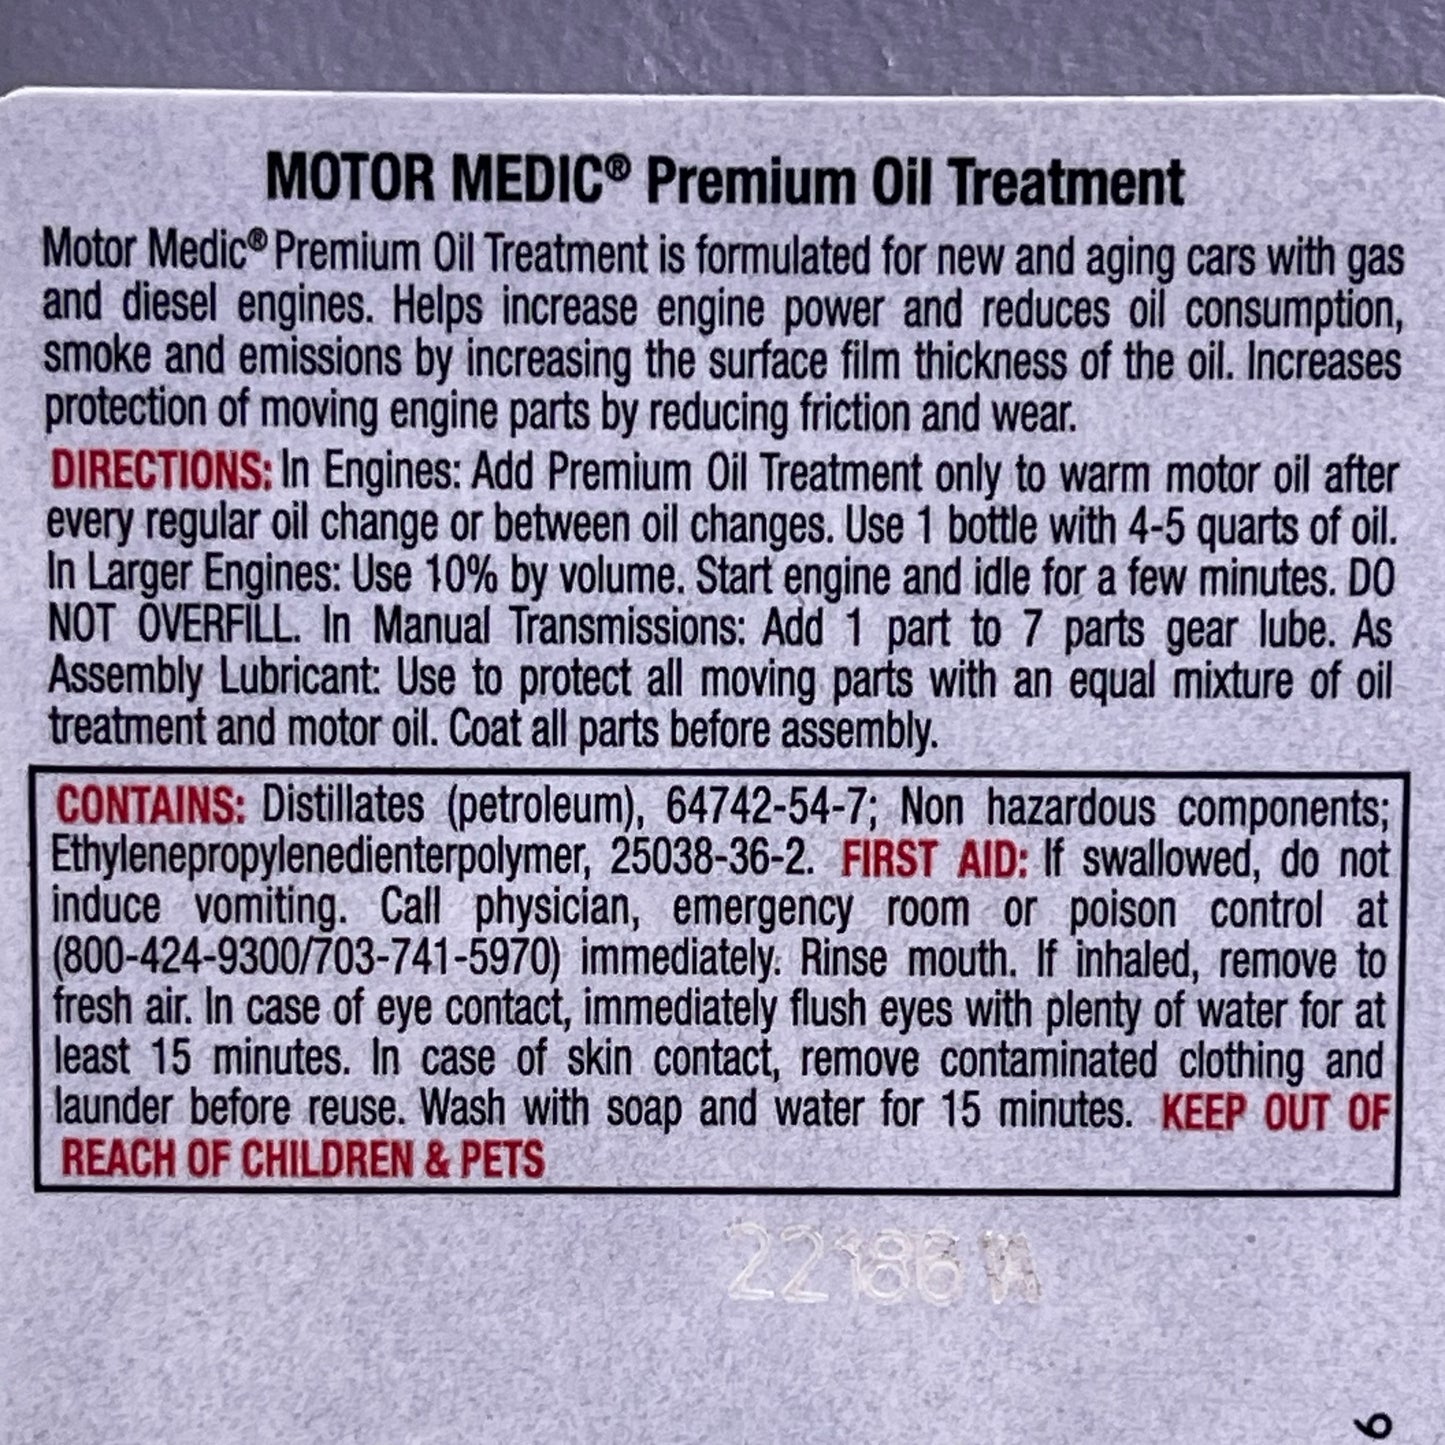 MOTOR MEDIC® Premium Oil Treatment
Motor Medic® Premium Oil Treatment is formulated for new and aging cars with gas
and diesel engines. Helps increase engine power and reduces oil consumption,
smoke and emissions by increasing the surface film thickness of the oil. Increases
protection of moving engine parts by reducing friction and wear.
DIRECTIONS: In Engines: Add Premium Oil Treatment only to warm motor oil after
every regular oil change or between oil changes. Use 1 bottle with 4-5 quarts of oil.
In Larger Engines: Use 10% by volume. Start engine and idle for a few minutes. DO
NOT OVERFILL. In Manual Transmissions: Add 1 part to 7 parts gear lube. As
Assembly Lubricant: Use to protect all moving parts with an equal mixture of oil
treatment and motor oil. Coat all parts before assembly.
CONTAINS: Distillates (petroleum), 64742-54-7; Non hazardous components;
Ethylenepropylenedienterpolymer, 25038-36-2. FIRST AID: If swallowed, do not
induce vomiting. Call physician, emergency room or poison control at
(800-424-9300/703-741-5970) immediately. Rinse mouth. If inhaled, remove to
fresh air. In case of eye contact, immediately flush eyes with plenty of water for at
least 15 minutes. In case of skin contact, remove contaminated clothing and
launder before reuse. Wash with soap and water for 15 minutes. KEEP OUT OF
REACH OF CHILDREN & PETS